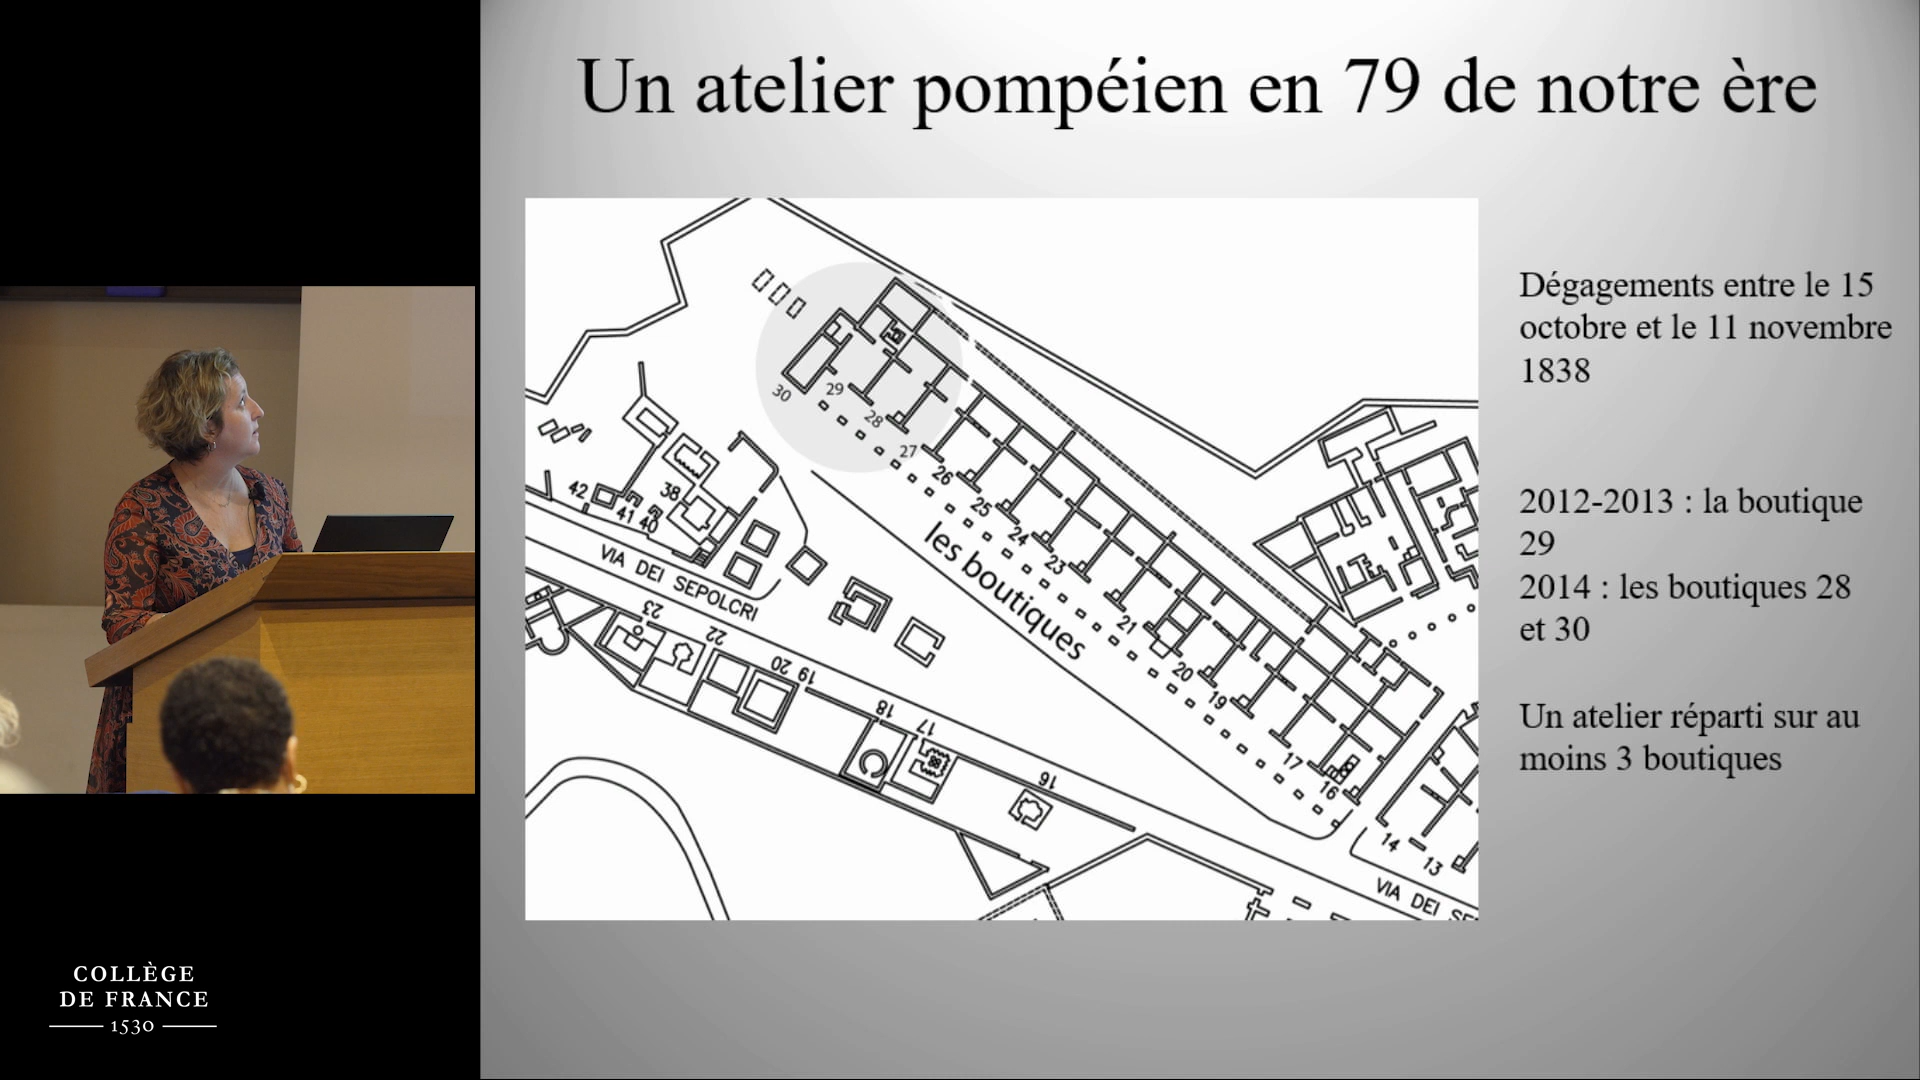 Un atelier pompéien en 79 de notre ère
Dégagements entre le 15
octobre et le 11 novembre
1838
2012-2013 : la boutique
29
2014 : les boutiques 28
et 30
Un atelier réparti sur au
moins 3 boutiques
30
29
28
27
26
25
24
23
21
20
19
17
16
14
13
les boutiques
42
41
40
38
VIA DEI SEPOLCRI
23
22
20
19
18
17
16
VIA DEI SE
COLLÈGE
DE FRANCE
1530